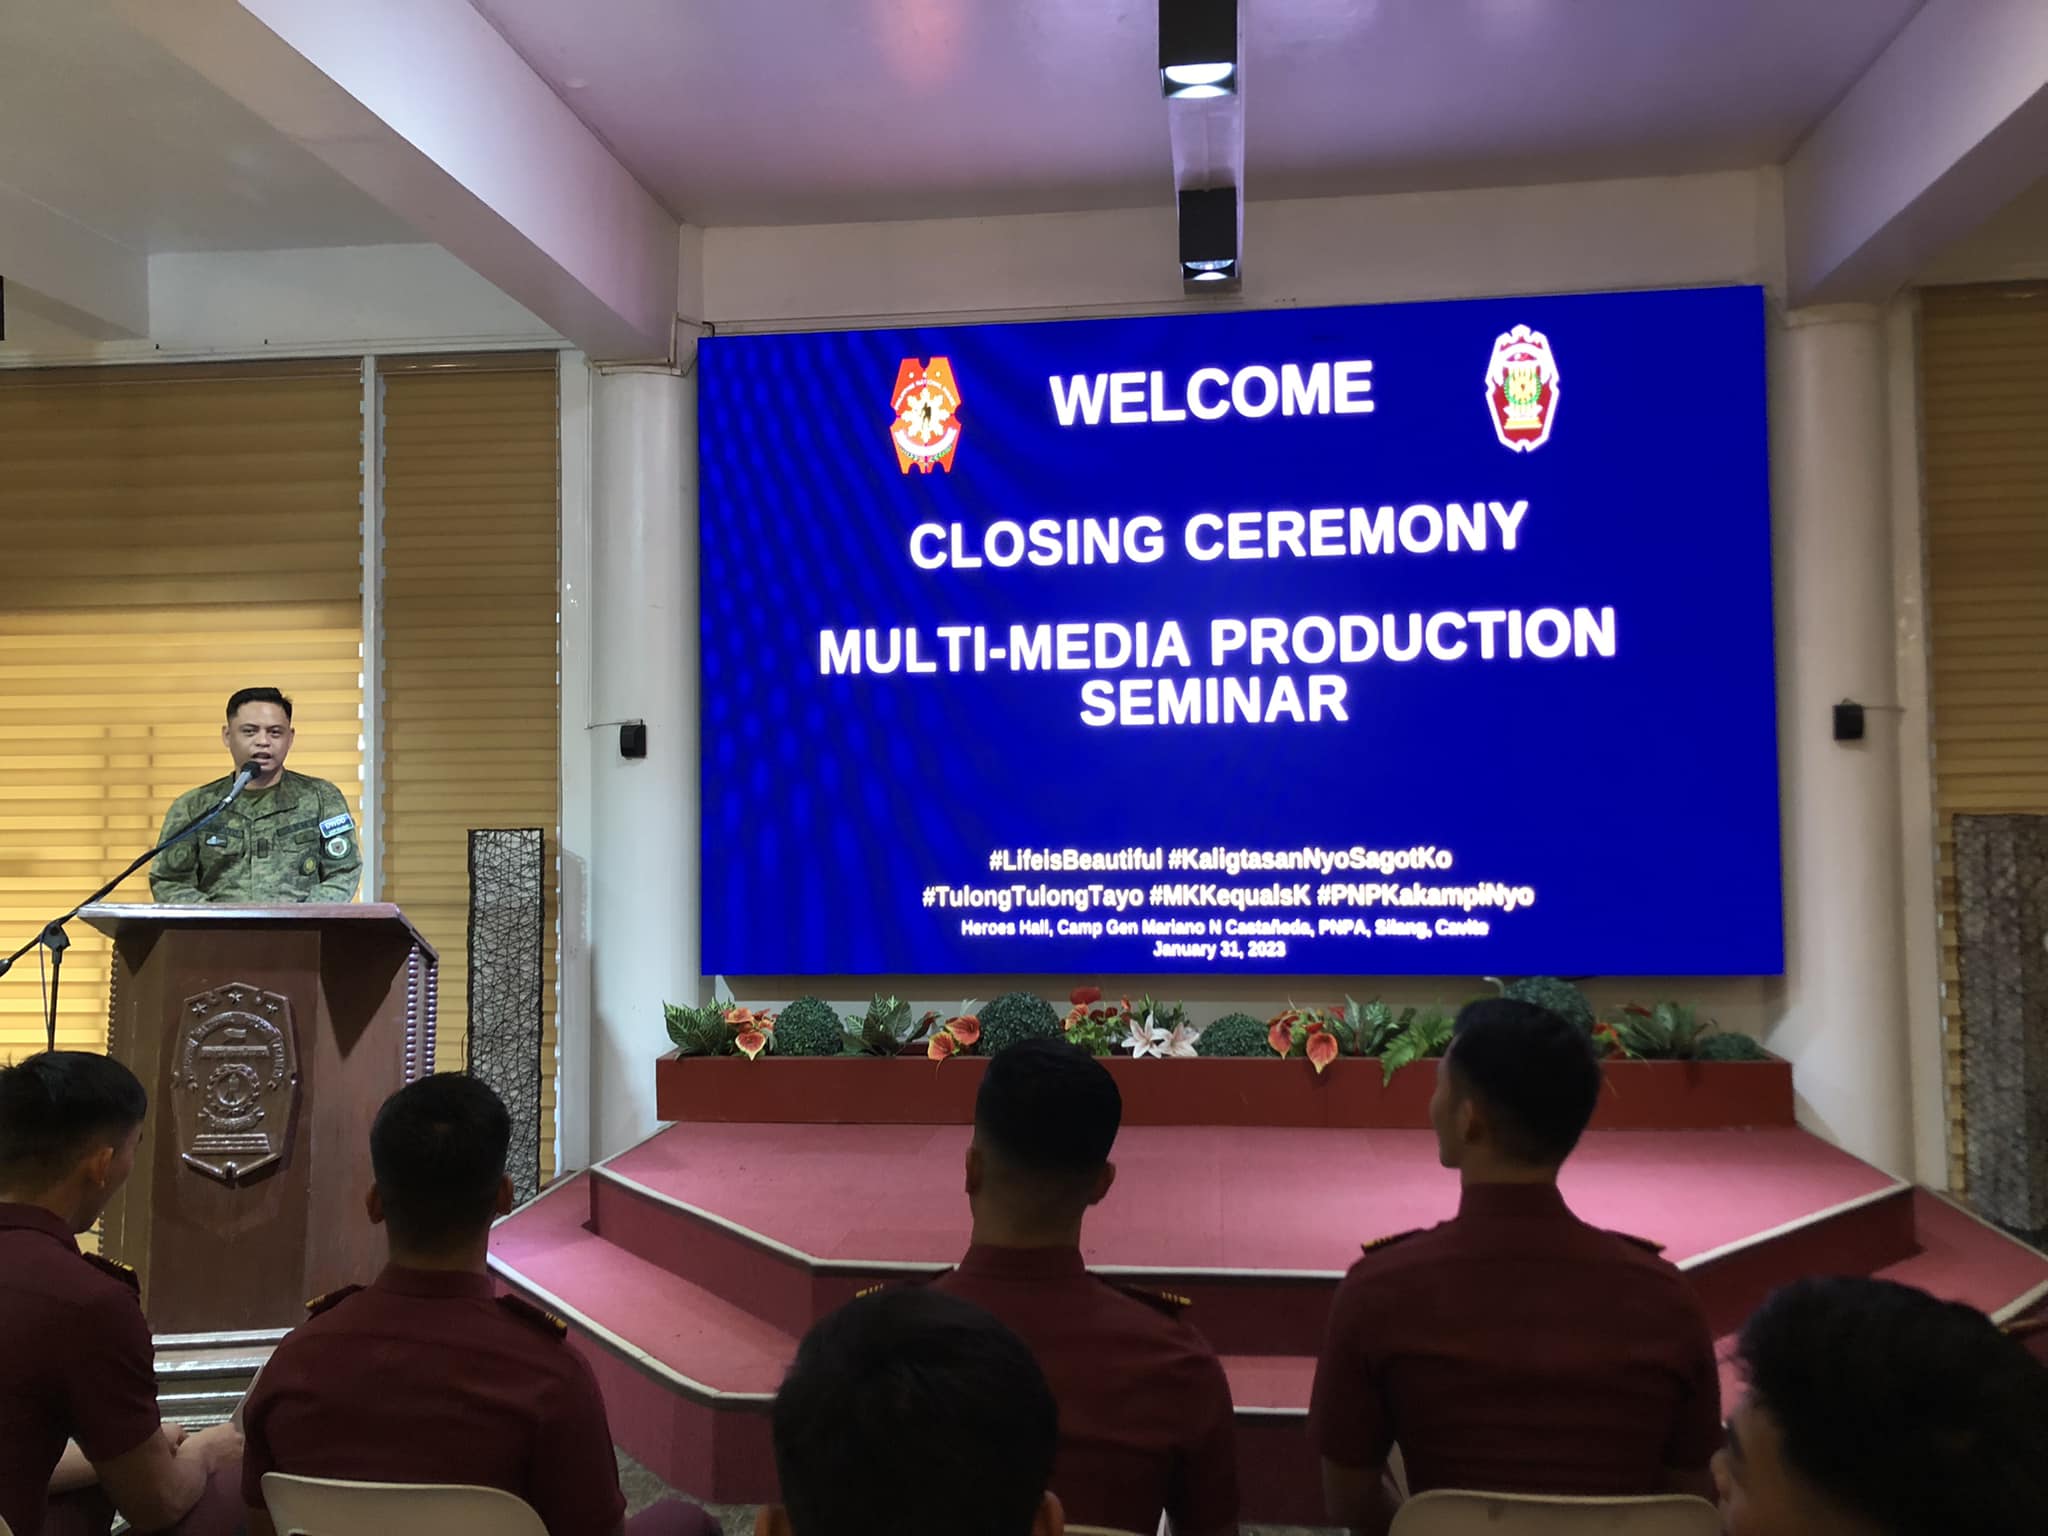 WELCOME
CLOSING CEREMONY
MULTI-MEDIA PRODUCTION
SEMINAR
#LifeisBeautiful #KaligtasanNyoSagotKo
#TulongTulongTayo #MKKequalsK #PNPKakampiNyo
Heroes Hall, Camp Gen Mariano N Castañeda, PNPA, Silang, Cavite
January 31, 2023